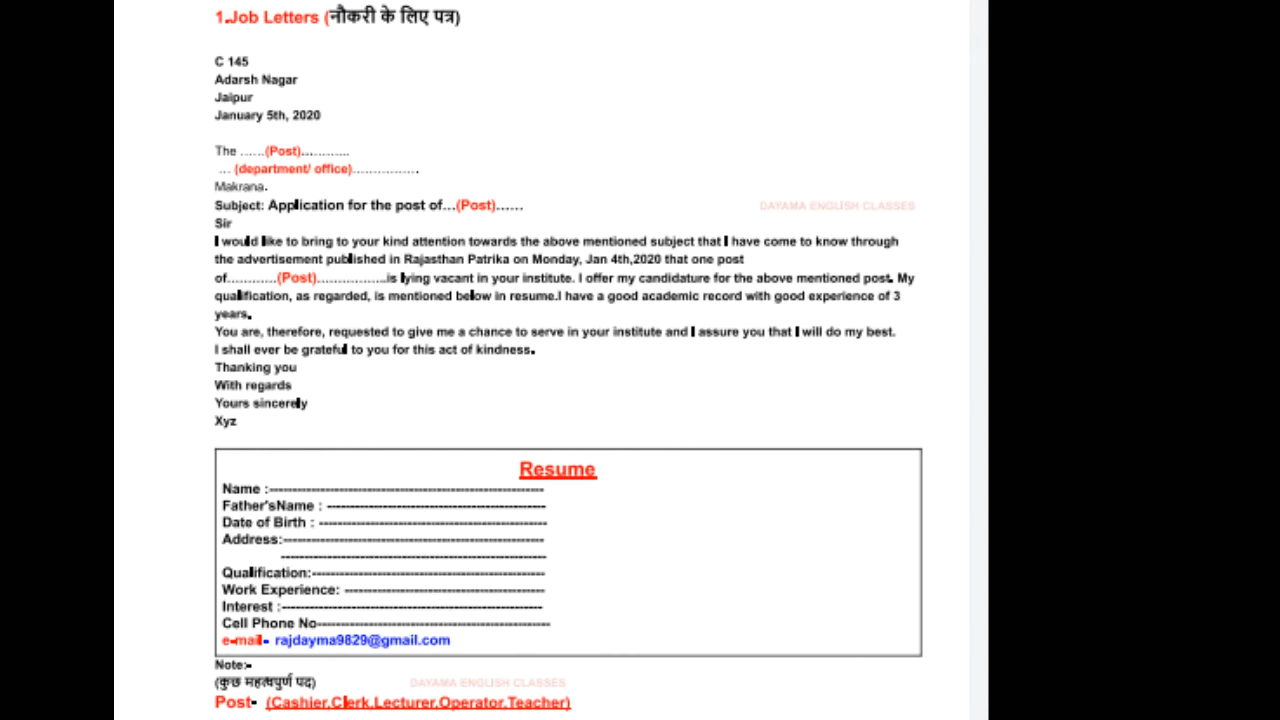 1.Job Letters (नौकरी के लिए पत्र)
C 145
Adarsh Nagar
Jaipur
January 5th, 2020
The ......(Post)............
... (department/ office)................
Makrana.
Subject: Application for the post of...(Post)......
DAYAMA ENGLISH CLASSES
Sir
I would like to bring to your kind attention towards the above mentioned subject that I have come to know through
the advertisement published in Rajasthan Patrika on Monday, Jan 4th,2020 that one post
of............(Post)..................is lying vacant in your institute. I offer my candidature for the above mentioned post. My
qualification, as regarded, is mentioned below in resume.I have a good academic record with good experience of 3
years.
You are, therefore, requested to give me a chance to serve in your institute and I assure you that I will do my best.
I shall ever be grateful to you for this act of kindness.
Thanking you
With regards
Yours sincerely
Xyz
Resume
Name :------------------------------------------------------------
Father'sName : ------------------------------------------------
Date of Birth : --------------------------------------------------
Address:---------------------------------------------------------
----------------------------------------------------------
Qualification:---------------------------------------------------
Work Experience: --------------------------------------------
Interest :---------------------------------------------------------
Cell Phone No---------------------------------------------------
e-mail- rajdayma9829@gmail.com
Note:-
(कुछ महत्वपुर्ण पद)
DAYAMA ENGLISH CLASSES
Post- (Cashier,Clerk,Lecturer,Operator,Teacher)